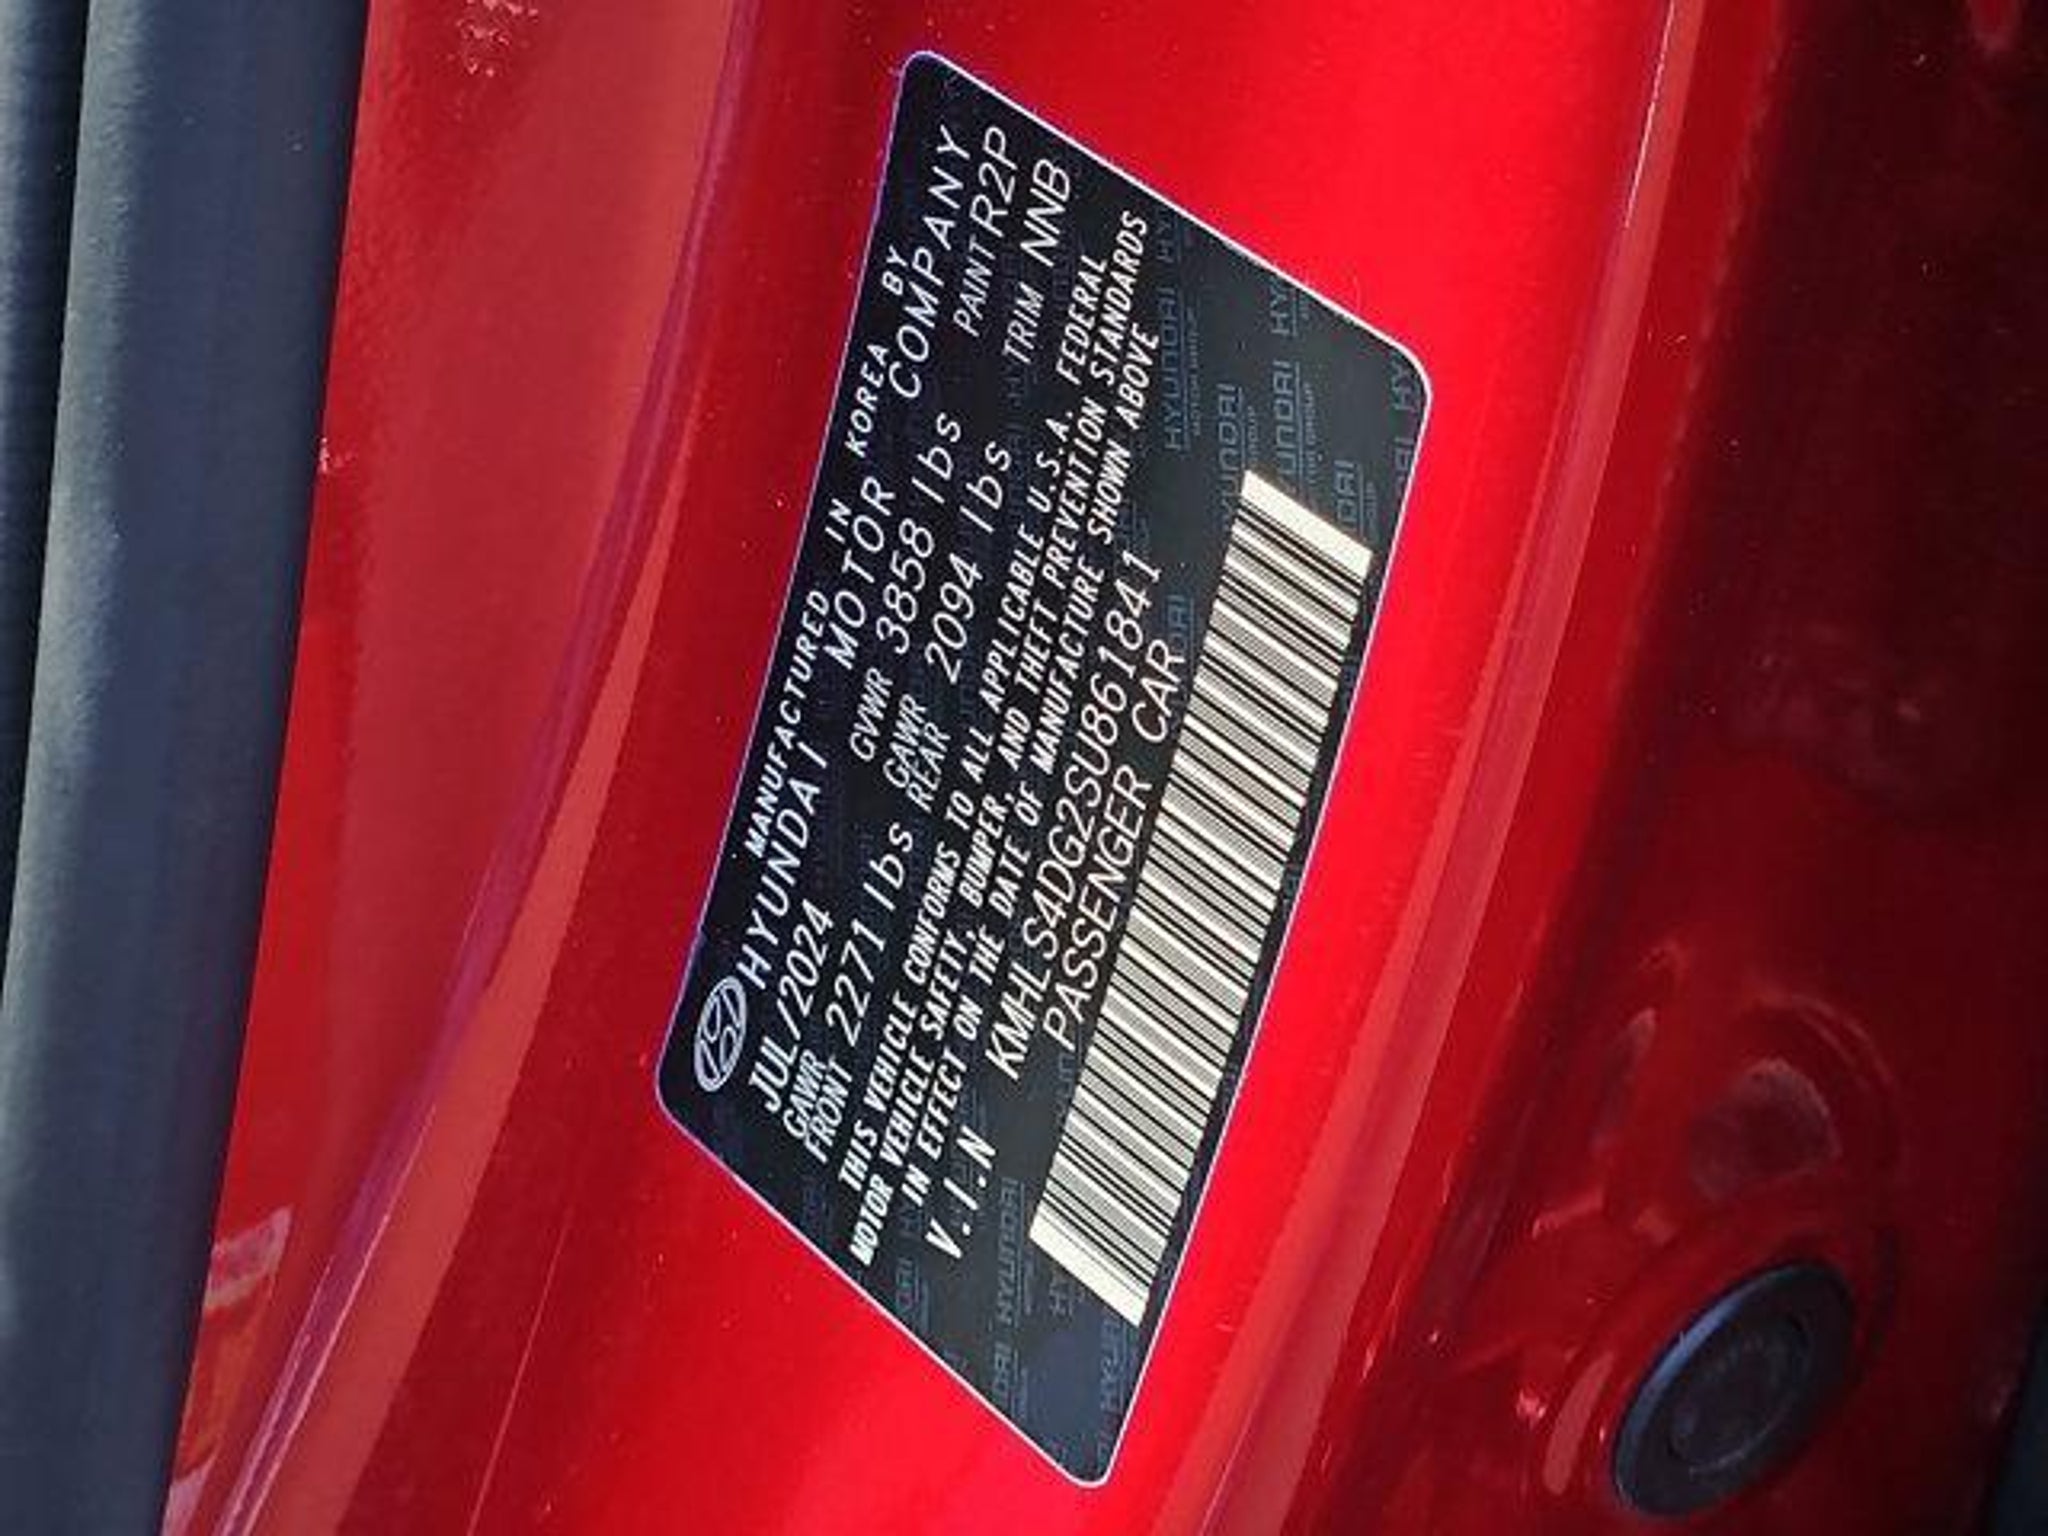 MANUFACTURED IN KOREA BY
HYUNDAI MOTOR COMPANY
JUL/2024 GVWR 3858 lbs PAINT R2P
GAWR FRONT 2271 lbs GAWR REAR 2094 lbs TRIM NNB
THIS VEHICLE CONFORMS TO ALL APPLICABLE U.S.A. FEDERAL
MOTOR VEHICLE SAFETY, BUMPER, AND THEFT PREVENTION STANDARDS
IN EFFECT ON THE DATE OF MANUFACTURE SHOWN ABOVE
V.I.N KMHLS4DG2SU861841
PASSENGER CAR